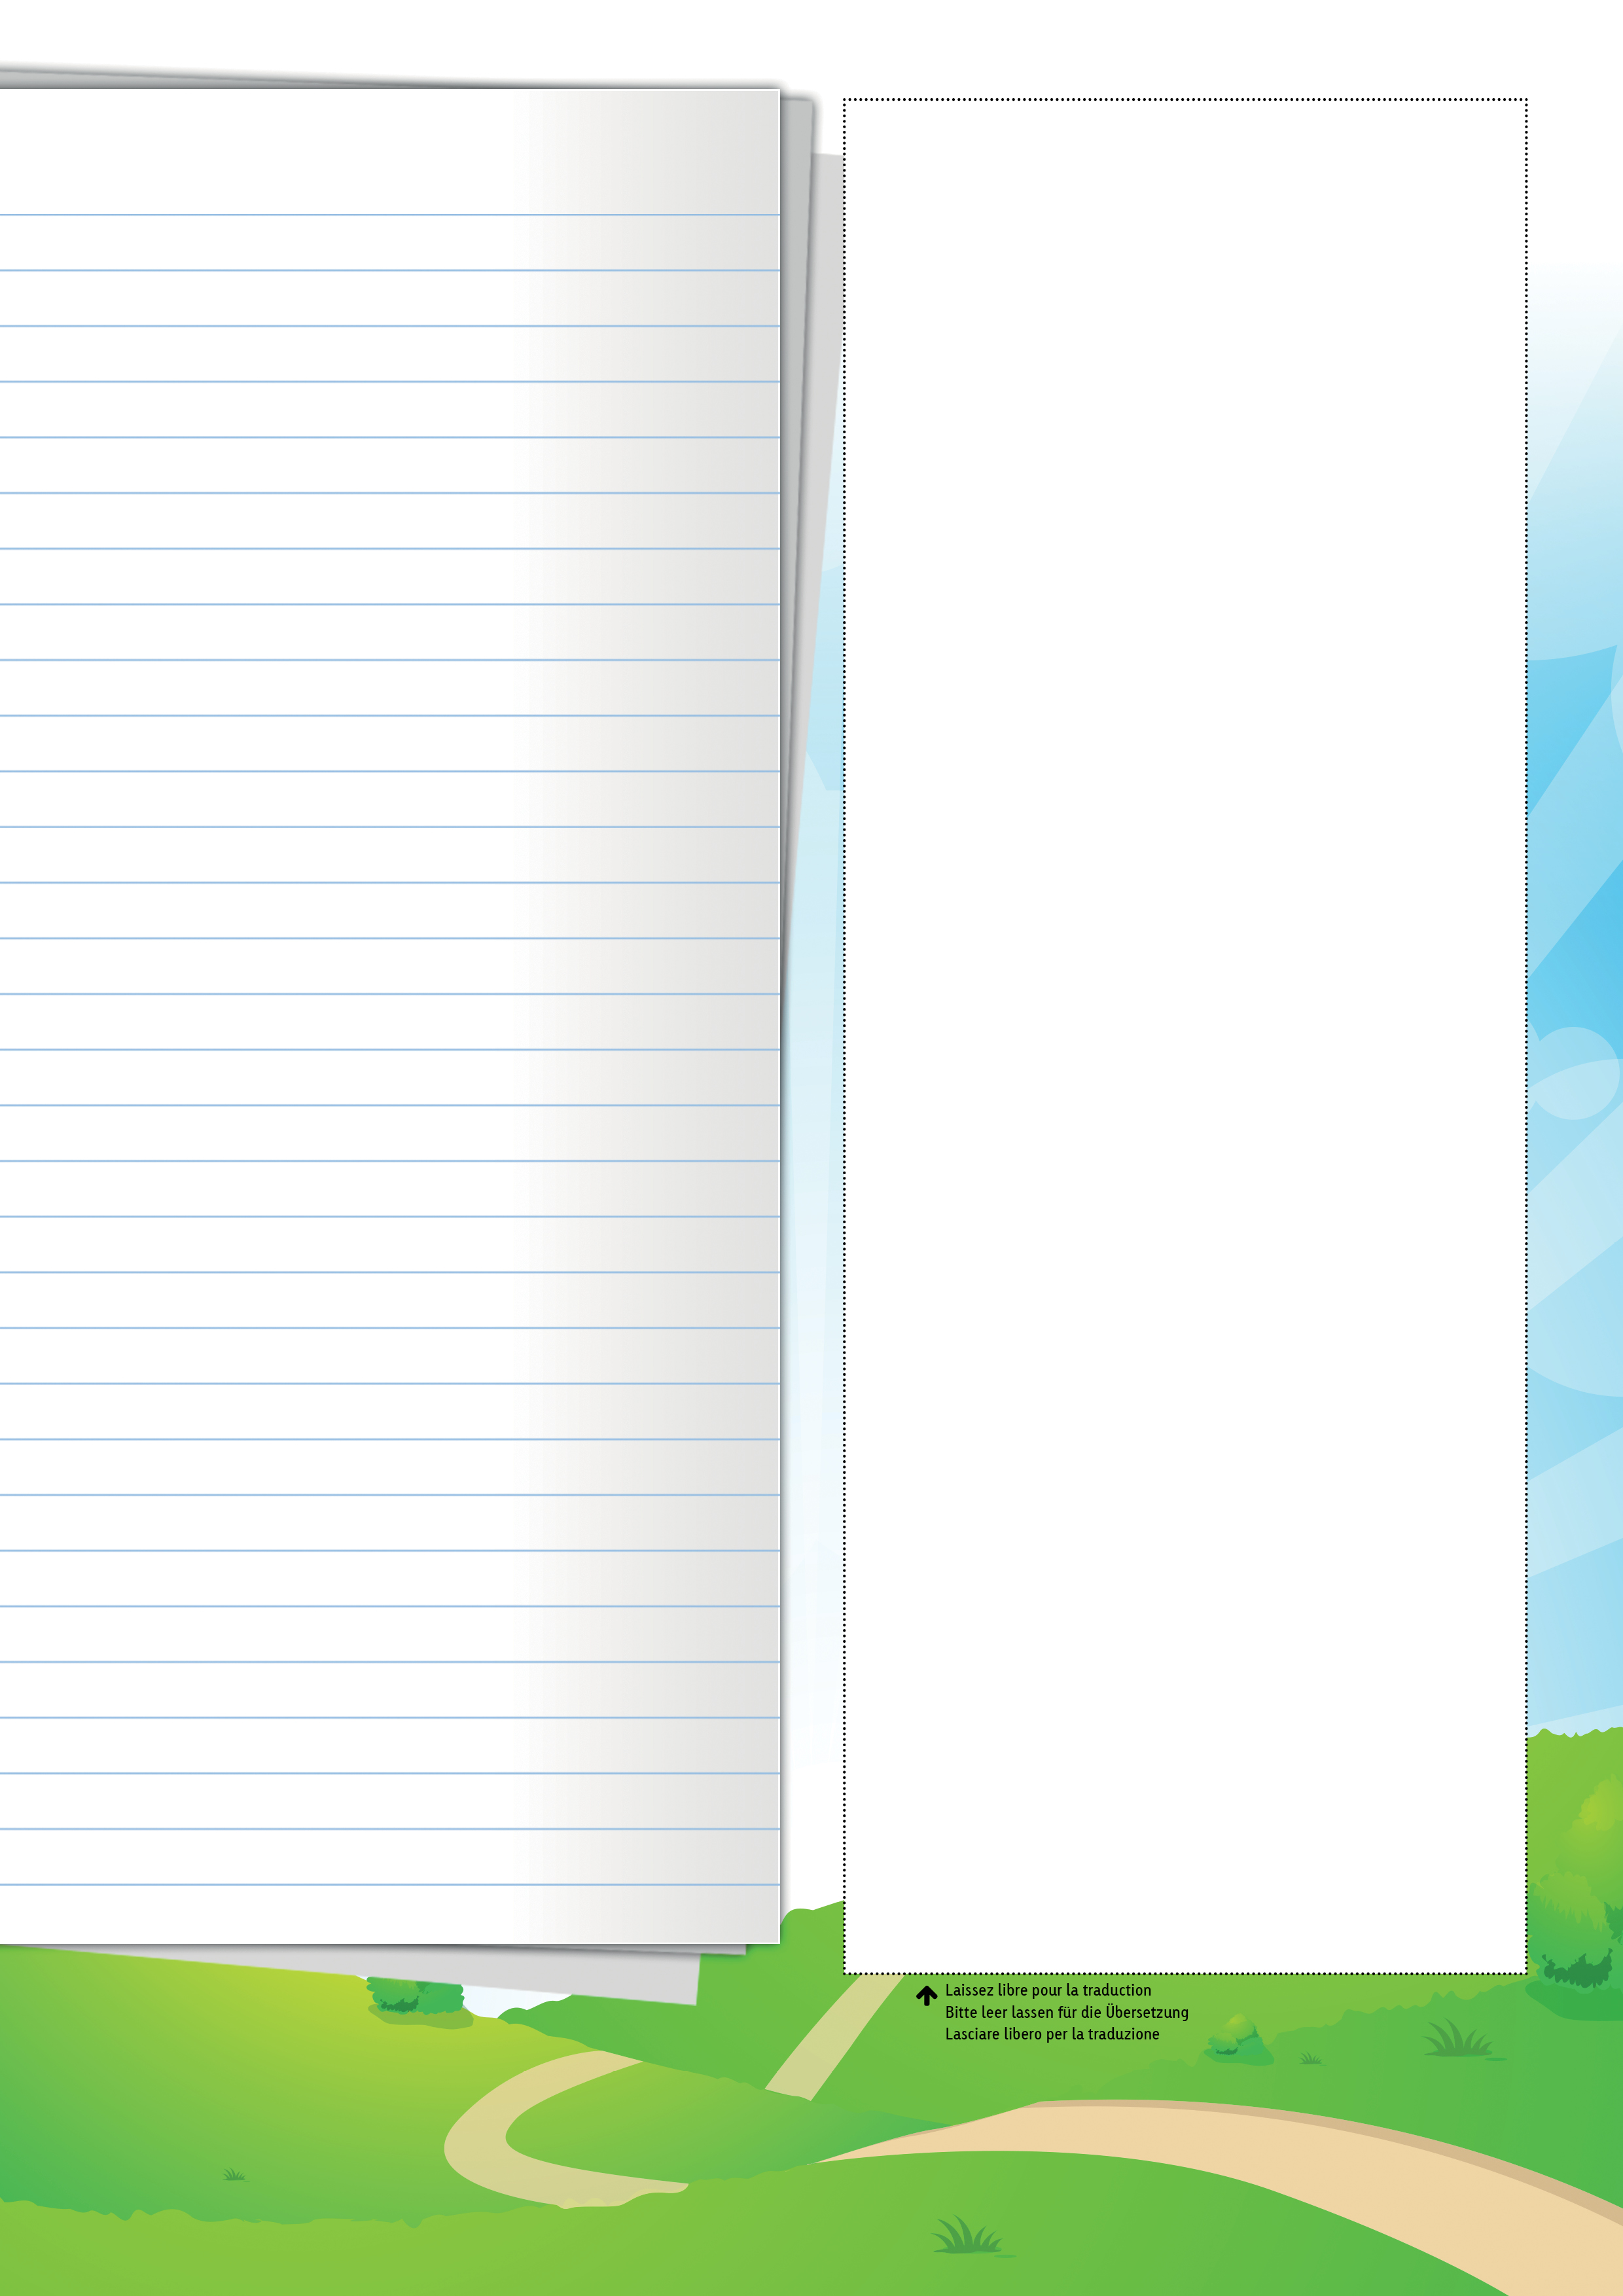 Laissez libre pour la traduction
Bitte leer lassen für die Übersetzung
Lasciare libero per la traduzione